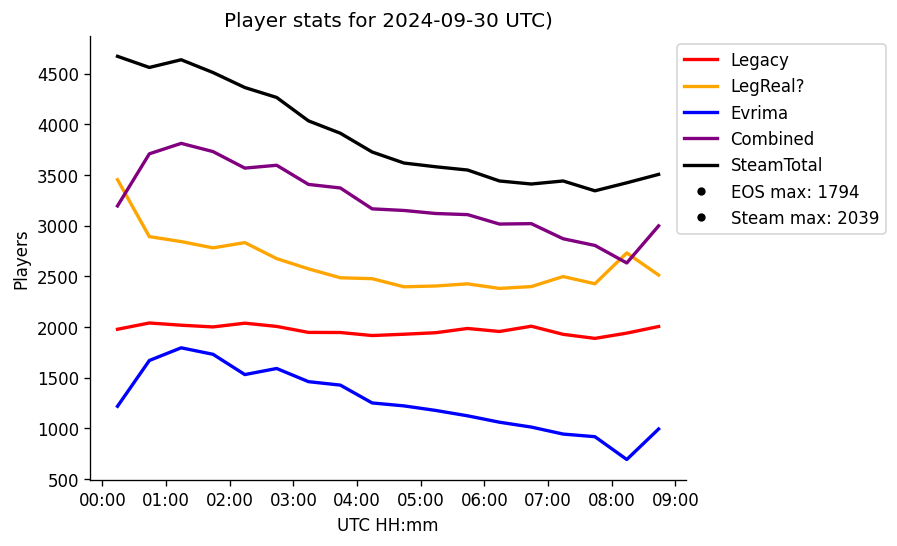 Player stats for 2024-09-30 UTC)
Legacy
LegReal?
Evrima
Combined
SteamTotal
EOS max: 1794
Steam max: 2039
Players
4500
4000
3500
3000
2500
2000
1500
1000
500
00:00 01:00 02:00 03:00 04:00 05:00 06:00 07:00 08:00 09:00
UTC HH:mm